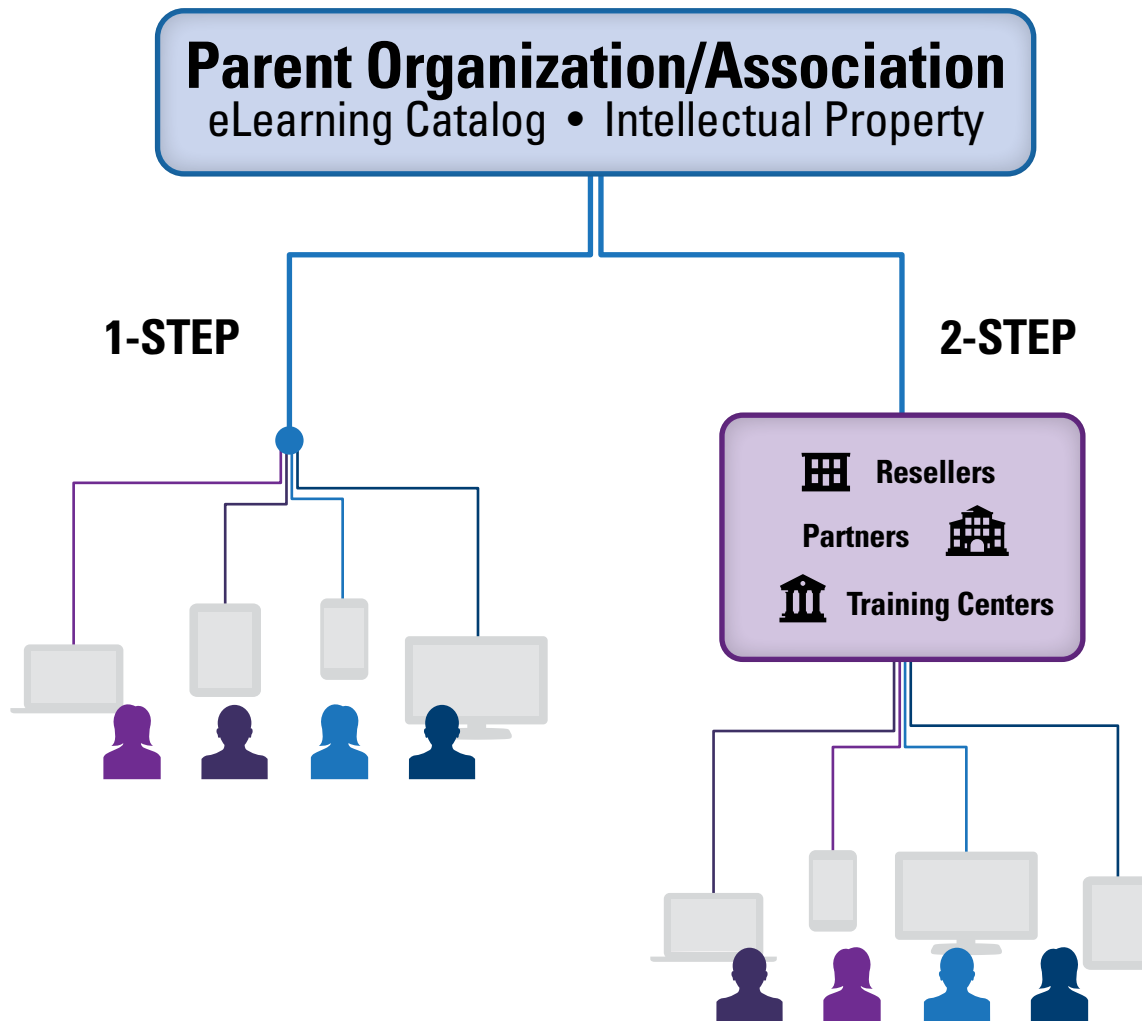 Parent Organization/Association
eLearning Catalog • Intellectual Property
1-STEP
2-STEP
Resellers
Partners
Training Centers